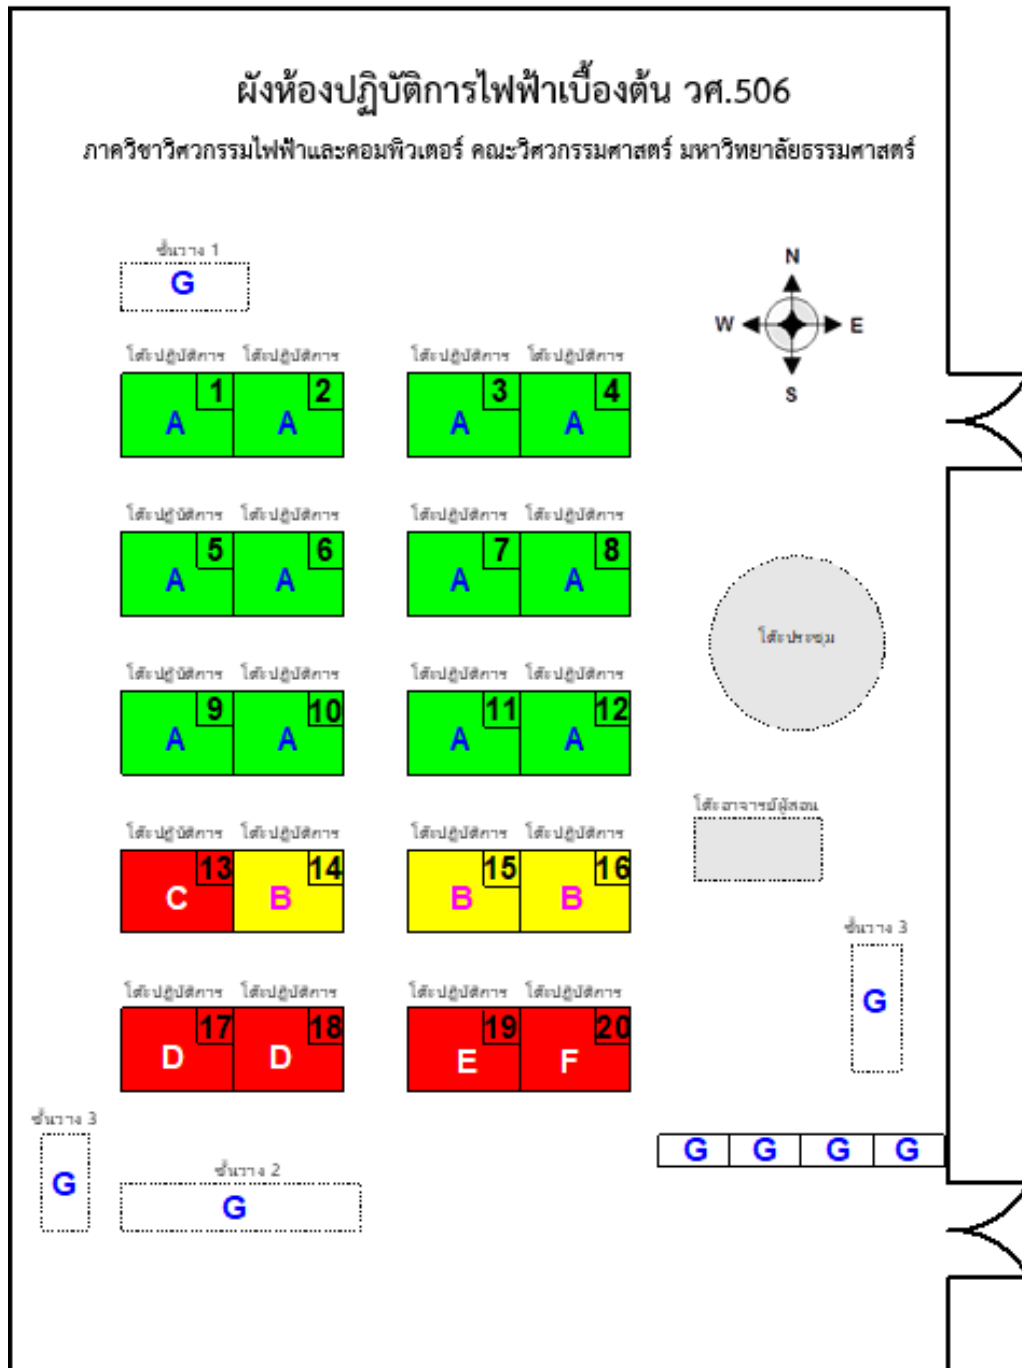 ผังห้องปฏิบัติการไฟฟ้าเบื้องต้น วศ.506
ภาควิชาวิศวกรรมไฟฟ้าและคอมพิวเตอร์ คณะวิศวกรรมศาสตร์ มหาวิทยาลัยธรรมศาสตร์
ชั้นวาง 1
G
N
W E
S
โต๊ะปฏิบัติการ โต๊ะปฏิบัติการ โต๊ะปฏิบัติการ โต๊ะปฏิบัติการ
1 2 3 4
A A A A
โต๊ะปฏิบัติการ โต๊ะปฏิบัติการ โต๊ะปฏิบัติการ โต๊ะปฏิบัติการ
5 6 7 8
A A A A
โต๊ะประชุม
โต๊ะปฏิบัติการ โต๊ะปฏิบัติการ โต๊ะปฏิบัติการ โต๊ะปฏิบัติการ
9 10 11 12
A A A A
โต๊ะอาจารย์ผู้สอน
โต๊ะปฏิบัติการ โต๊ะปฏิบัติการ โต๊ะปฏิบัติการ โต๊ะปฏิบัติการ
13 14 15 16
C B B B
ชั้นวาง 3
G
โต๊ะปฏิบัติการ โต๊ะปฏิบัติการ โต๊ะปฏิบัติการ โต๊ะปฏิบัติการ
17 18 19 20
D D E F
ชั้นวาง 3
G
G G G G
ชั้นวาง 2
G